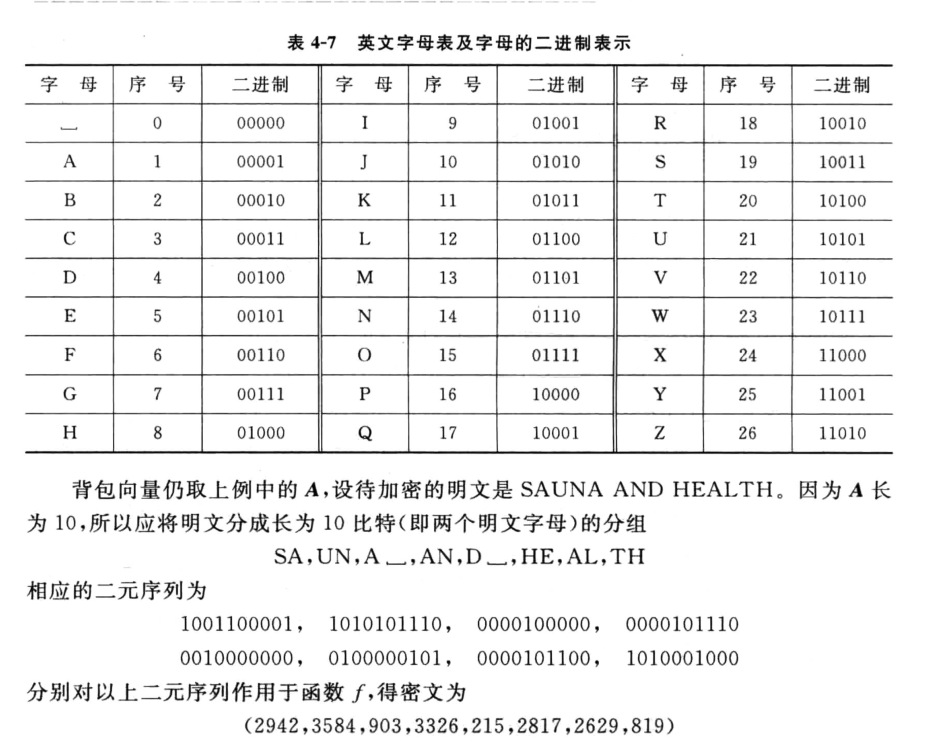 表 4-7 英文字母表及字母的二进制表示
字 母 序 号 二进制 字 母 序 号 二进制 字 母 序 号 二进制
␣ 0 00000 I 9 01001 R 18 10010
A 1 00001 J 10 01010 S 19 10011
B 2 00010 K 11 01011 T 20 10100
C 3 00011 L 12 01100 U 21 10101
D 4 00100 M 13 01101 V 22 10110
E 5 00101 N 14 01110 W 23 10111
F 6 00110 O 15 01111 X 24 11000
G 7 00111 P 16 10000 Y 25 11001
H 8 01000 Q 17 10001 Z 26 11010
背包向量仍取上例中的 A,设待加密的明文是 SAUNA AND HEALTH。因为 A 长
为 10,所以应将明文分成长为 10 比特(即两个明文字母)的分组
SA,UN,A␣,AN,D␣,HE,AL,TH
相应的二元序列为
1001100001, 1010101110, 0000100000, 0000101110
0010000000, 0100000101, 0000101100, 1010001000
分别对以上二元序列作用于函数 f,得密文为
(2942,3584,903,3326,215,2817,2629,819)